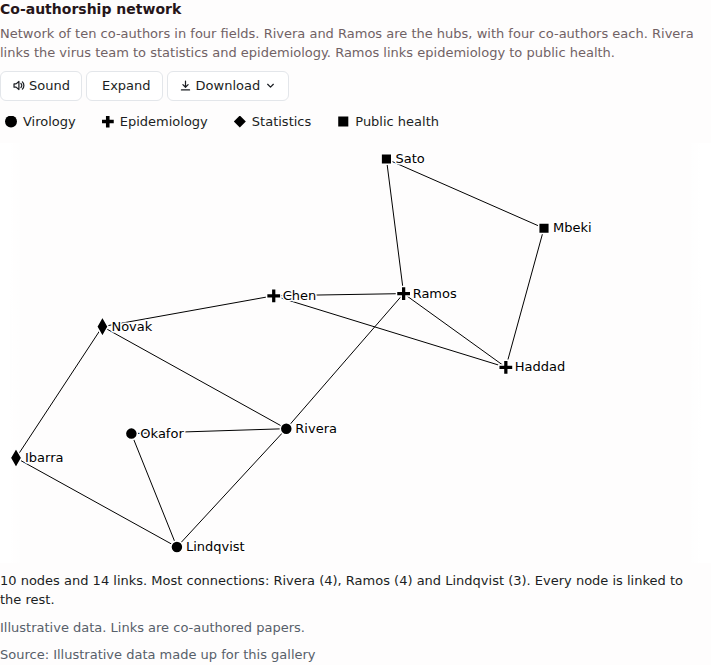 Co-authorship network
Network of ten co-authors in four fields. Rivera and Ramos are the hubs, with four co-authors each. Rivera
links the virus team to statistics and epidemiology. Ramos links epidemiology to public health.
Sound Expand Download
Virology Epidemiology Statistics Public health
Sato
Mbeki
Chen Ramos
Novak
Haddad
Okafor Rivera
Ibarra
Lindqvist
10 nodes and 14 links. Most connections: Rivera (4), Ramos (4) and Lindqvist (3). Every node is linked to
the rest.
Illustrative data. Links are co-authored papers.
Source: Illustrative data made up for this gallery